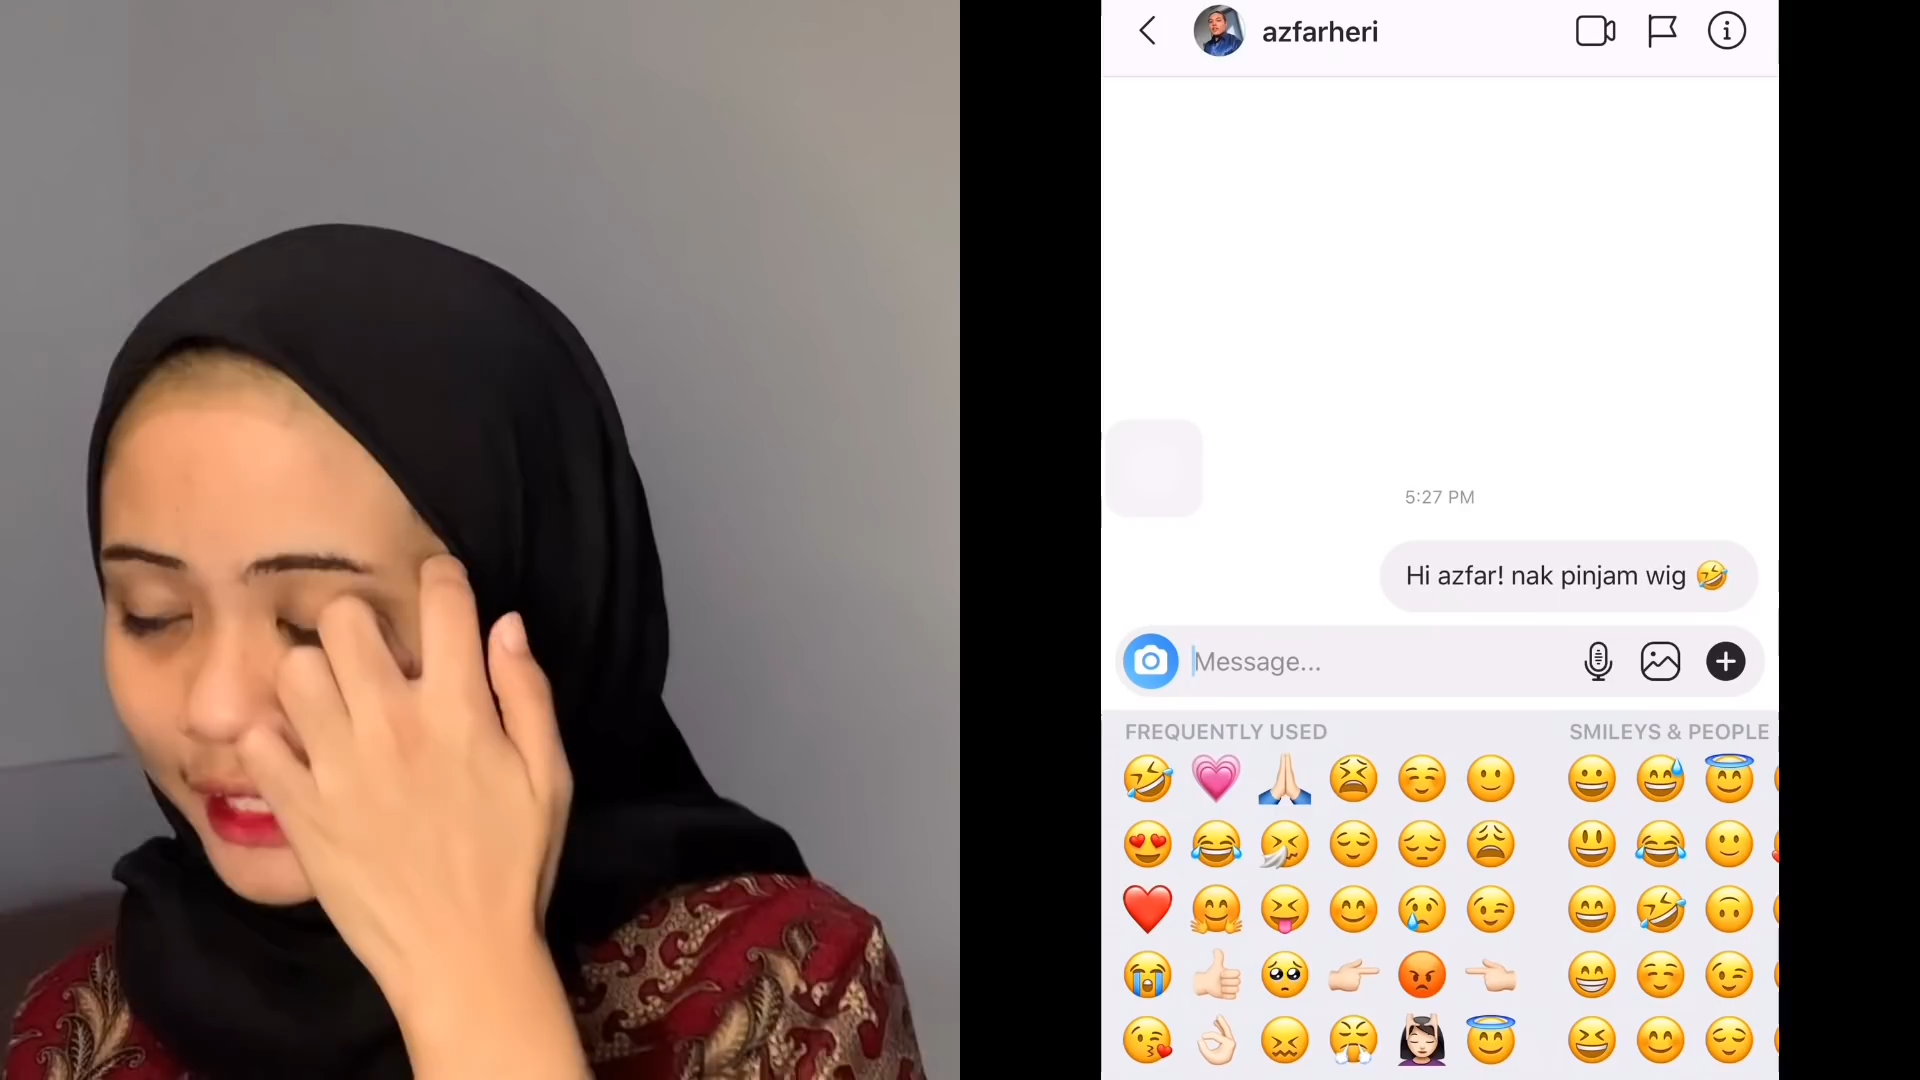 azfarheri
5:27 PM
Hi azfar! nak pinjam wig 🤣
Message...
FREQUENTLY USED
SMILEYS & PEOPLE